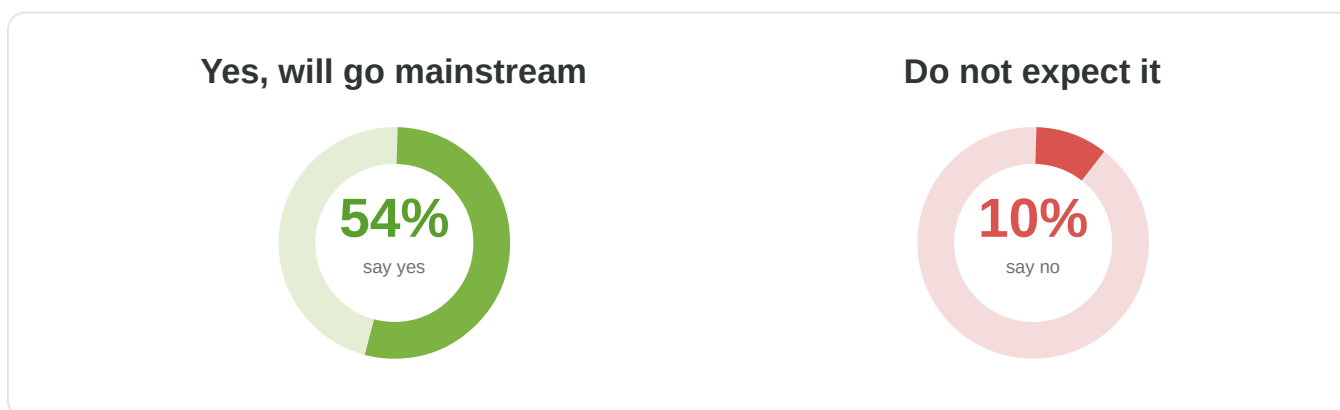 Yes, will go mainstream
54%
say yes
Do not expect it
10%
say no